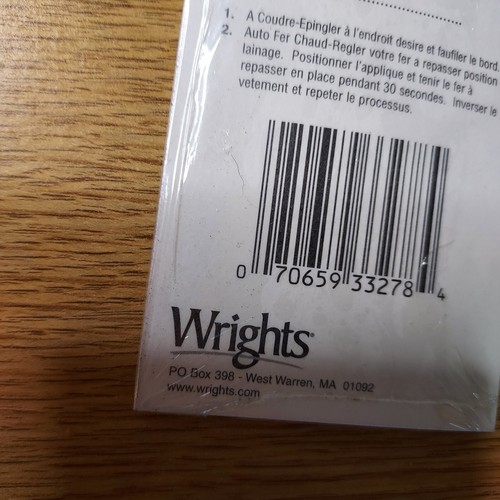 1. A Coudre-Epingler à l'endroit desire et faufiler le bord.
2. Auto Fer Chaud-Regler votre fer a repasser position
lainage. Positionner l'applique et tenir le fer à
repasser en place pendant 30 secondes. Inverser le
vetement et repeter le processus.
0 70659 33278 4
Wrights
PO Box 398 - West Warren, MA 01092
www.wrights.com